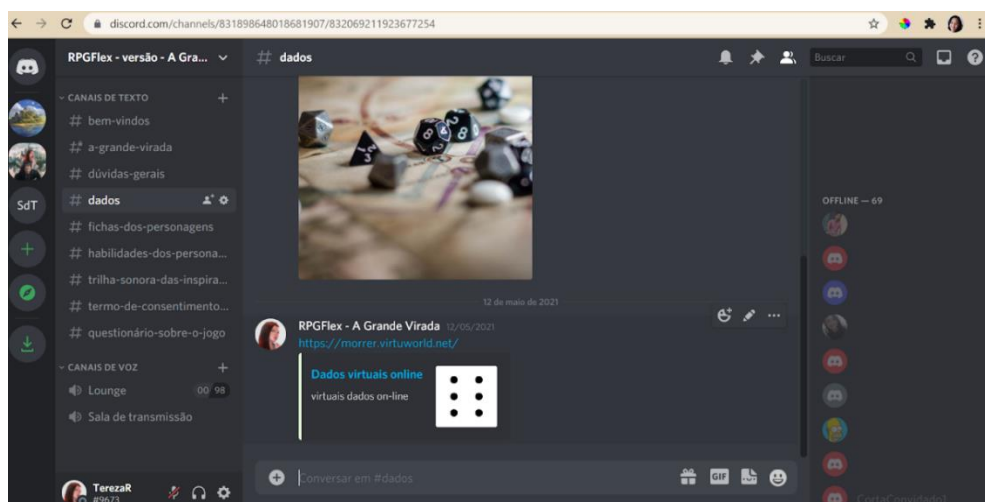 discord.com/channels/831898648018681907/832069211923677254
RPGFlex - versão - A Gra...
# dados
Buscar
CANAIS DE TEXTO
# bem-vindos
# a-grande-virada
# dúvidas-gerais
# dados
# fichas-dos-personagens
# habilidades-dos-persona...
# trilha-sonora-das-inspira...
# termo-de-consentimento...
# questionário-sobre-o-jogo
CANAIS DE VOZ
Lounge 00 98
Sala de transmissão
SdT
TerezaR
#9673
12 de maio de 2021
RPGFlex - A Grande Virada 12/05/2021
https://morrer.virtuworld.net/
Dados virtuais online
virtuais dados on-line
Conversar em #dados
GIF
OFFLINE — 69
CostaConvidado1